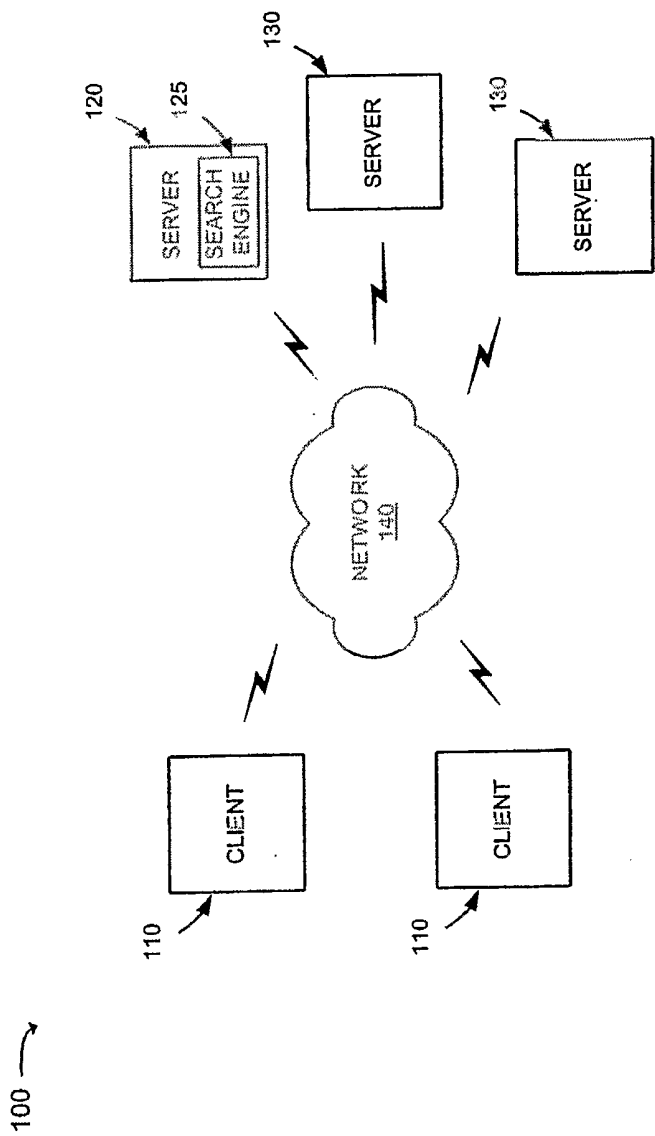 100
110
CLIENT
110
CLIENT
NETWORK
140
120
SERVER
125
SEARCH
ENGINE
130
SERVER
130
SERVER